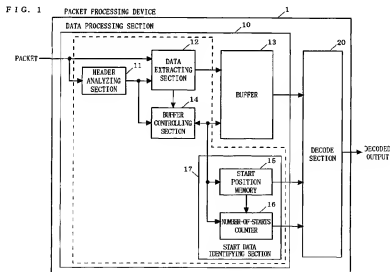 FIG. 1
PACKET PROCESSING DEVICE
1
DATA PROCESSING SECTION
10
12
13
20
PACKET
DATA
EXTRACTING
SECTION
HEADER
ANALYZING
SECTION
11
BUFFER
14
BUFFER
CONTROLLING
SECTION
DECODE
SECTION
DECODED
OUTPUT
17
15
START
POSITION
MEMORY
16
NUMBER-OF-STARTS
COUNTER
START DATA
IDENTIFYING SECTION